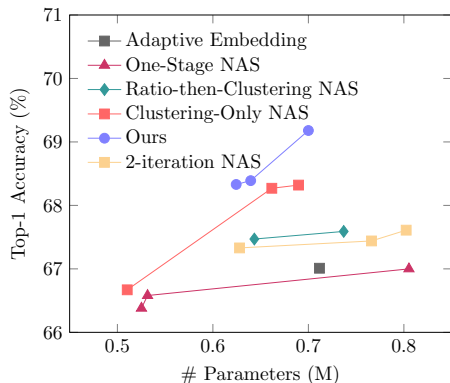 71
70
69
68
67
66
Top-1 Accuracy (%)
Adaptive Embedding
One-Stage NAS
Ratio-then-Clustering NAS
Clustering-Only NAS
Ours
2-iteration NAS
0.5 0.6 0.7 0.8
# Parameters (M)